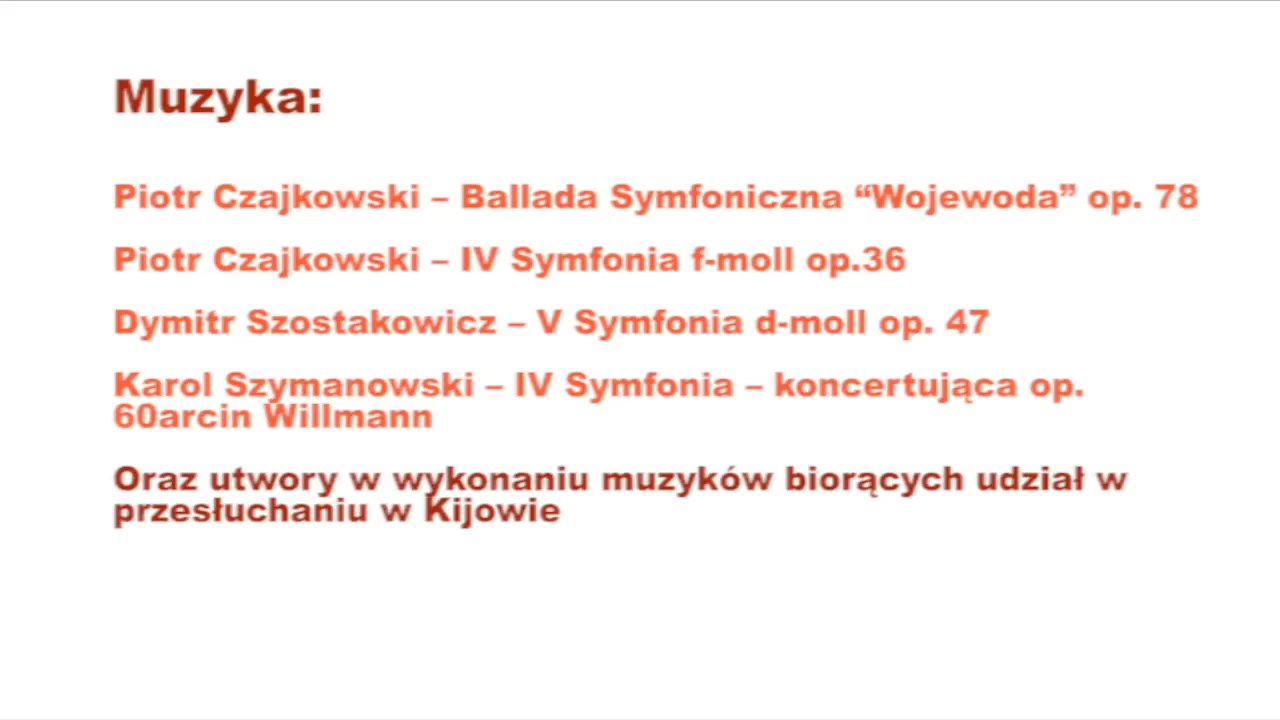 Muzyka:
Piotr Czajkowski – Ballada Symfoniczna “Wojewoda” op. 78
Piotr Czajkowski – IV Symfonia f-moll op.36
Dymitr Szostakowicz – V Symfonia d-moll op. 47
Karol Szymanowski – IV Symfonia – koncertująca op.
60arcin Willmann
Oraz utwory w wykonaniu muzyków biorących udział w
przesłuchaniu w Kijowie